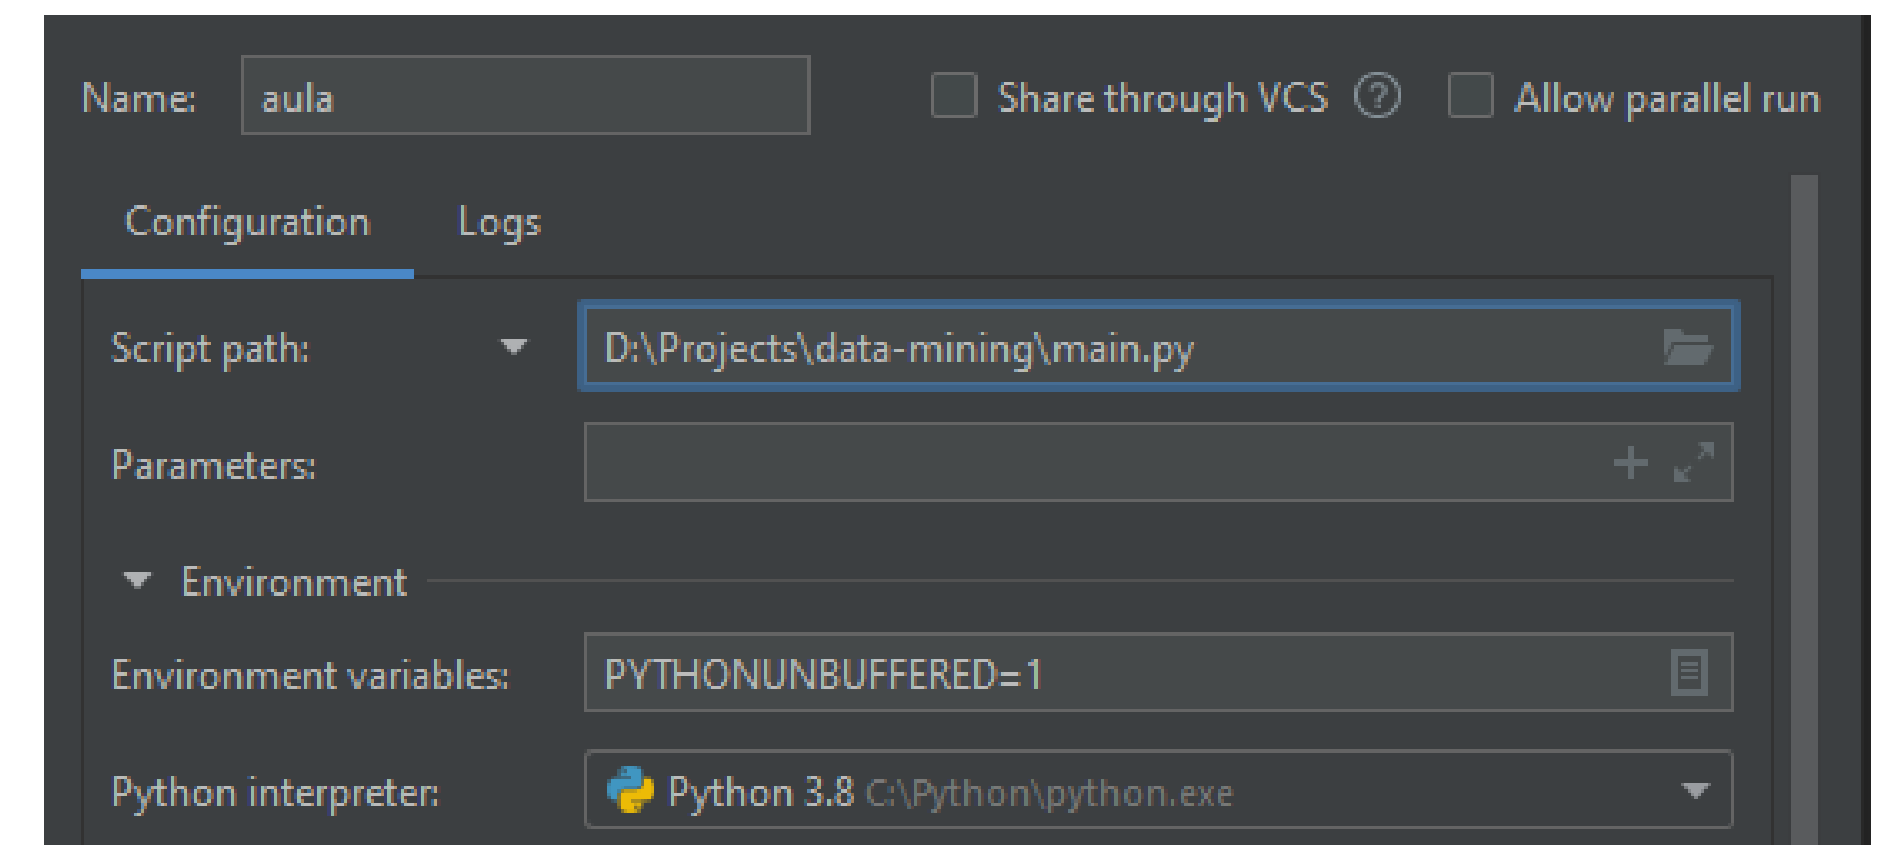 Name: aula Share through VCS ? Allow parallel run
Configuration Logs
Script path: D:\Projects\data-mining\main.py
Parameters:
Environment
Environment variables: PYTHONUNBUFFERED=1
Python interpreter: Python 3.8 C:\Python\python.exe